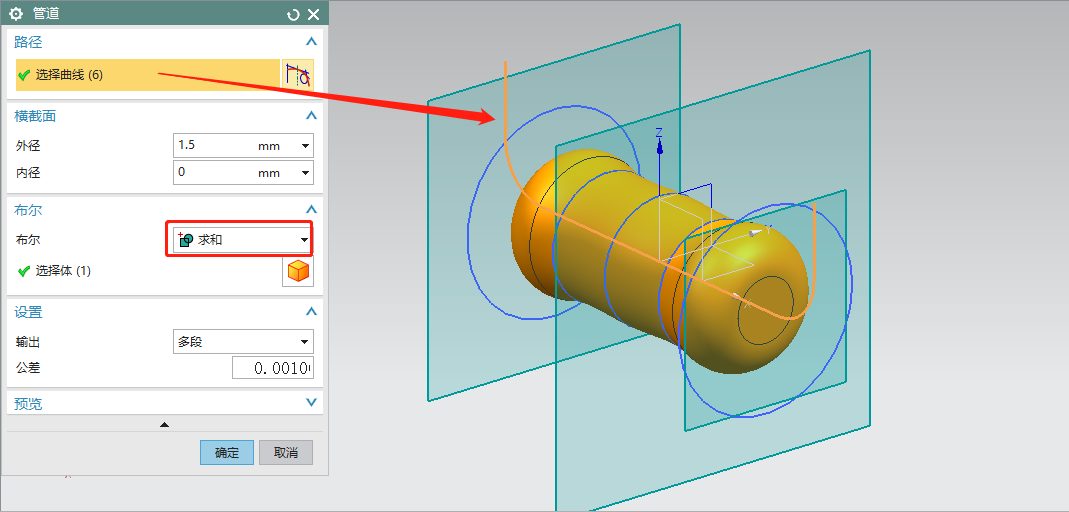 管道
路径
选择曲线 (6)
横截面
外径 1.5 mm
内径 0 mm
布尔
布尔 求和
选择体 (1)
设置
输出 多段
公差 0.0010
预览
确定 取消
Z